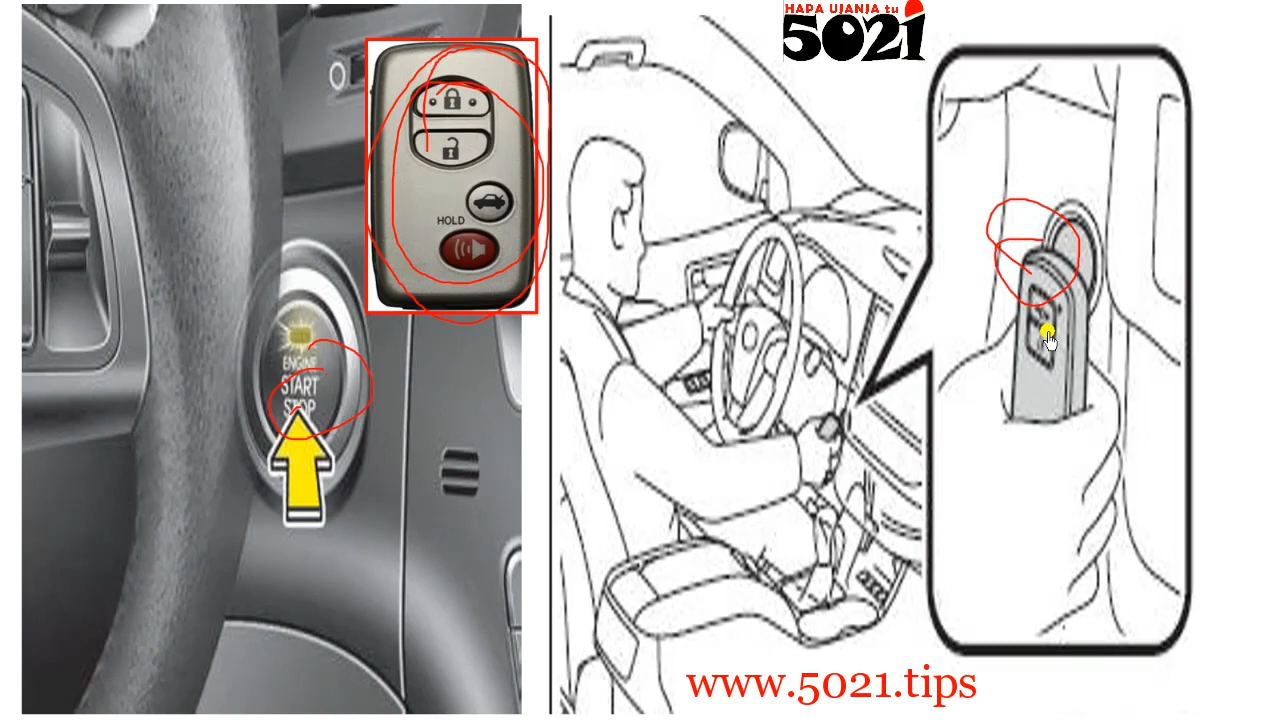 HAPA UJANJA tu
5021
HOLD
ENGINE
START
STOP
www.5021.tips